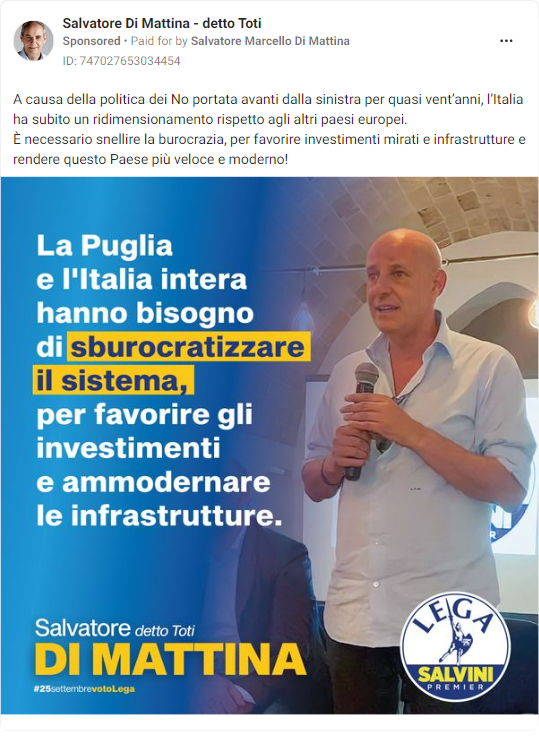 Salvatore Di Mattina - detto Toti
Sponsored • Paid for by Salvatore Marcello Di Mattina
ID: 747027653034454
A causa della politica dei No portata avanti dalla sinistra per quasi vent'anni, l'Italia
ha subito un ridimensionamento rispetto agli altri paesi europei.
È necessario snellire la burocrazia, per favorire investimenti mirati e infrastrutture e
rendere questo Paese più veloce e moderno!
La Puglia
e l'Italia intera
hanno bisogno
di sburocratizzare
il sistema,
per favorire gli
investimenti
e ammodernare
le infrastrutture.
Salvatore detto Toti
DI MATTINA
#25settembrevotoLega
LEGA
SALVINI
PREMIER